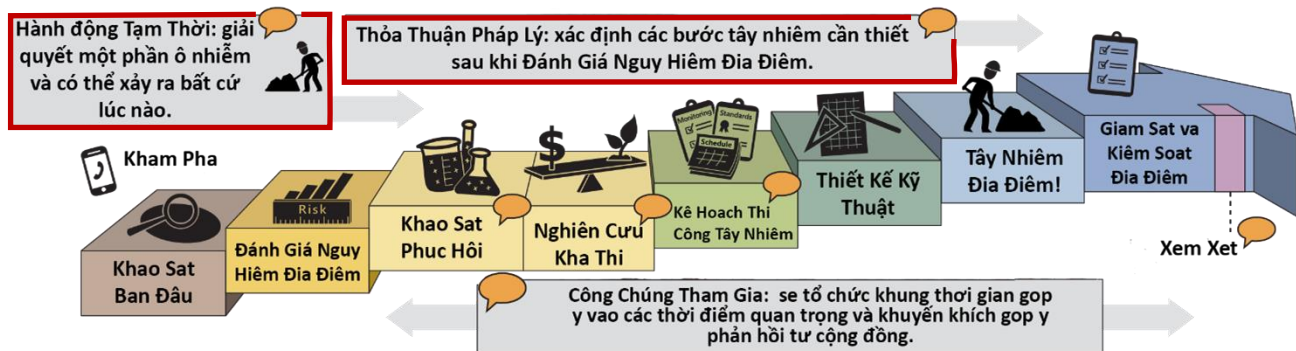 Hành động Tạm Thời: giải
quyết một phần ô nhiễm
và có thể xảy ra bất cứ
lúc nào.
Thỏa Thuận Pháp Lý: xác định các bước tây nhiêm cần thiết
sau khi Đánh Giá Nguy Hiêm Đia Điêm.
Kham Pha
Khao Sat
Ban Đâu
Risk
Đánh Giá Nguy
Hiêm Đia Điêm
Khao Sat
Phuc Hôi
$
Nghiên Cưu
Kha Thi
Monitoring
Standards
Schedule
Kê Hoach Thi
Công Tây Nhiêm
Thiết Kế Kỹ
Thuật
Tây Nhiêm
Đia Điêm!
Giam Sat va
Kiêm Soat
Đia Điêm
Xem Xet
Công Chúng Tham Gia: se tổ chức khung thơi gian gop
y vao các thời điểm quan trọng và khuyến khích gop y
phản hồi tư cộng đồng.